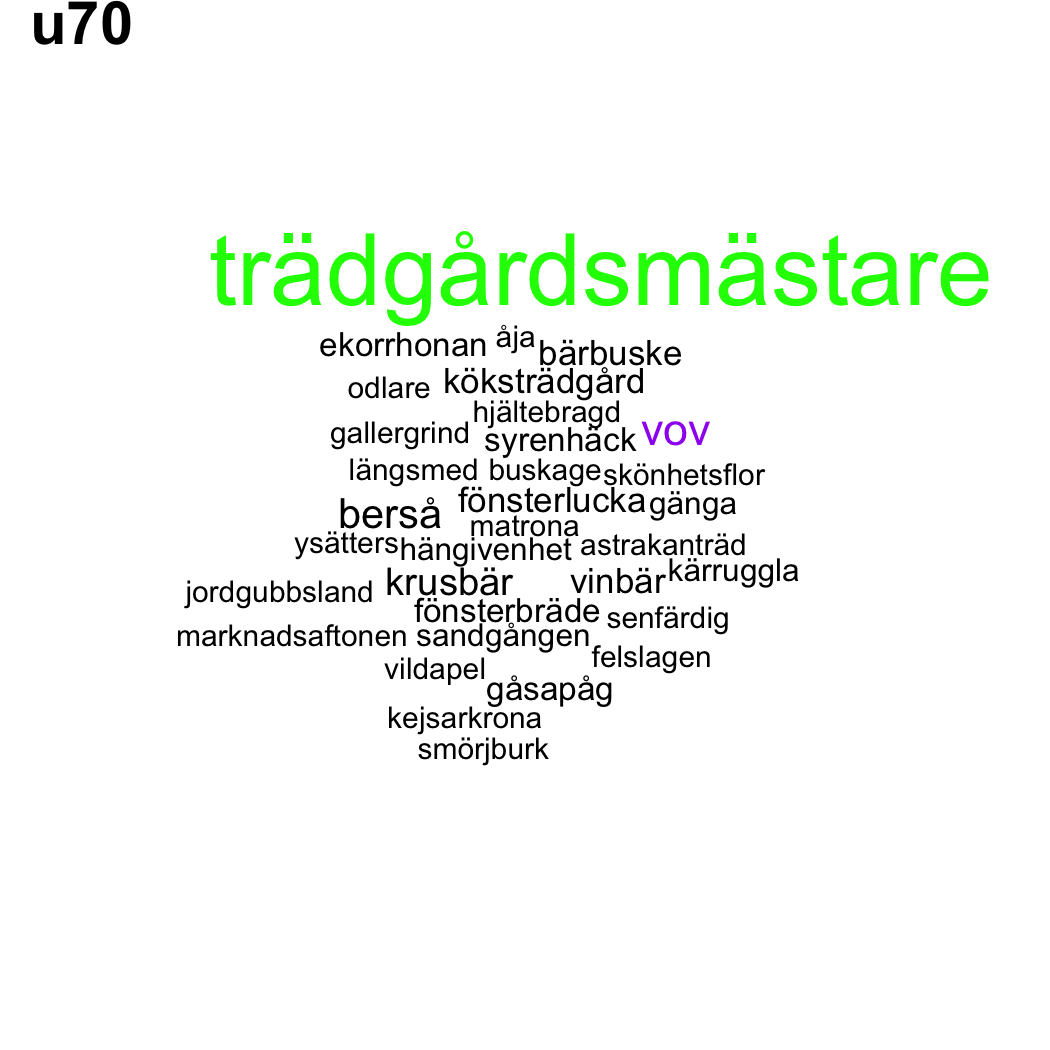 u70
trädgårdsmästare
ekorrhonan åja bärbuske
odlare köksträdgård
hjältebragd
gallergrind syrenhäck vov
längsmed buskage skönhetsflor
berså fönsterlucka gänga
matrona
ysätters hängivenhet astrakanträd
jordgubbsland krusbär vinbär kärruggla
fönsterbräde senfärdig
marknadsaftonen sandgången
vildapel felslagen
gåsapåg
kejsarkrona
smörjburk